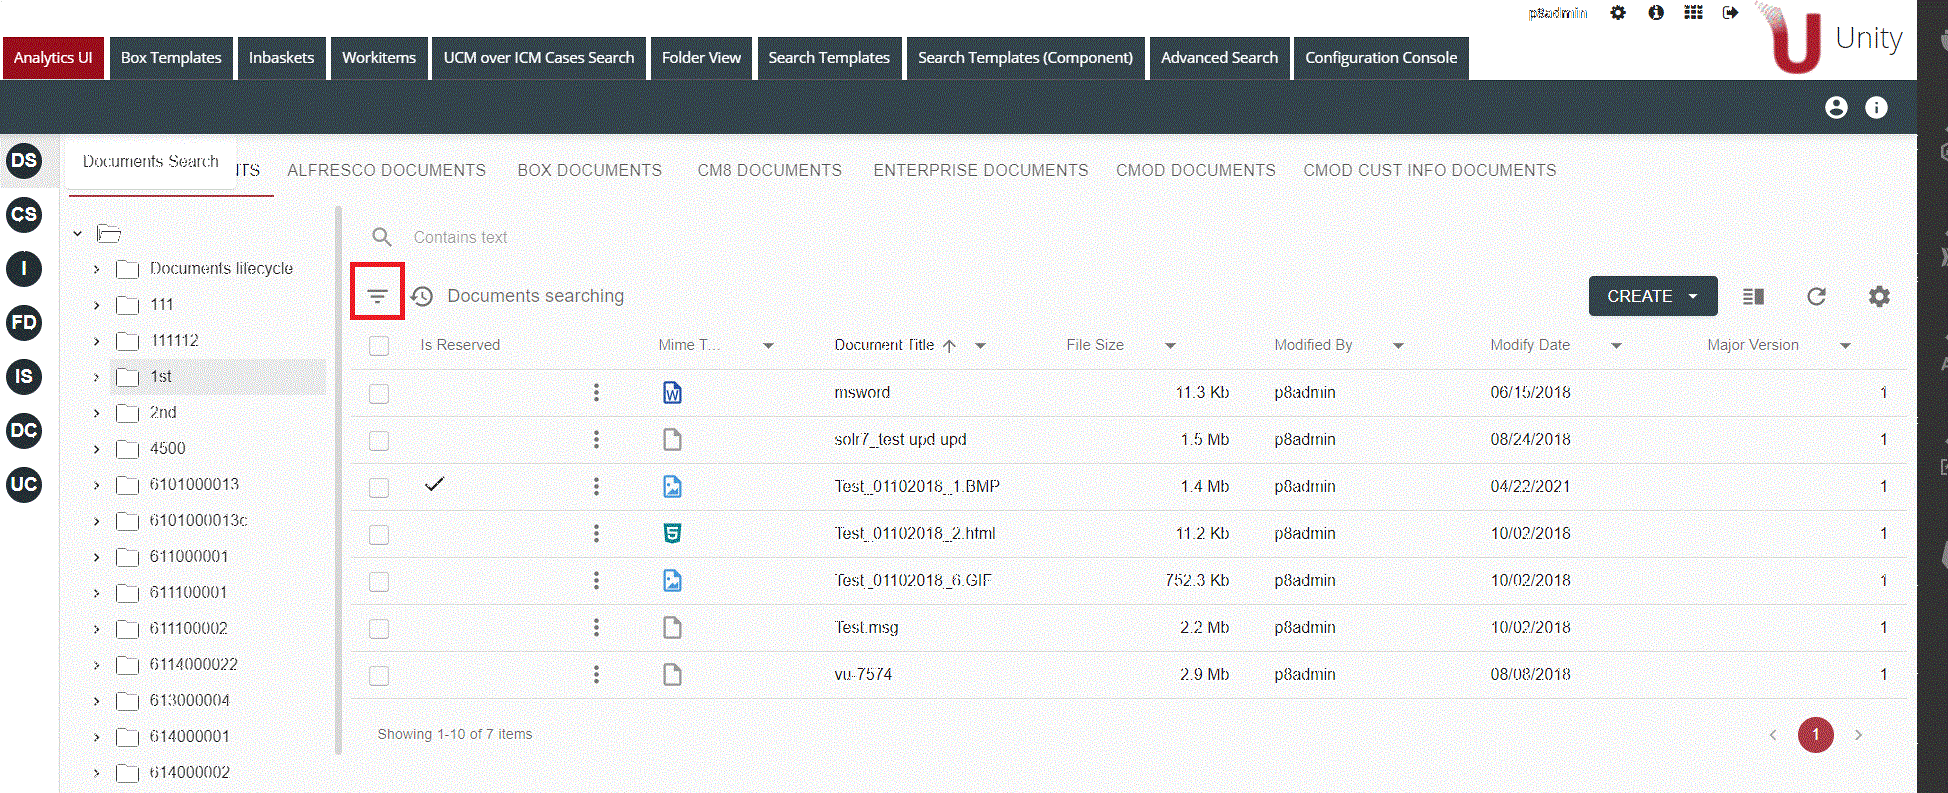 p8admin
Unity
Analytics UI Box Templates Inbaskets Workitems UCM over ICM Cases Search Folder View Search Templates Search Templates (Component) Advanced Search Configuration Console
DS
CS
I
FD
IS
DC
UC
Documents Search
ALFRESCO DOCUMENTS BOX DOCUMENTS CM8 DOCUMENTS ENTERPRISE DOCUMENTS CMOD DOCUMENTS CMOD CUST INFO DOCUMENTS
Documents lifecycle
111
111112
1st
2nd
4500
6101000013
6101000013c
611000001
611100001
611100002
6114000022
613000004
614000001
614000002
Contains text
Documents searching
CREATE
Is Reserved Mime T... Document Title File Size Modified By Modify Date Major Version
msword 11.3 Kb p8admin 06/15/2018 1
solr7_test upd upd 1.5 Mb p8admin 08/24/2018 1
Test_01102018_1.BMP 1.4 Mb p8admin 04/22/2021 1
Test_01102018_2.html 11.2 Kb p8admin 10/02/2018 1
Test_01102018_6.GIF 752.3 Kb p8admin 10/02/2018 1
Test.msg 2.2 Mb p8admin 10/02/2018 1
vu-7574 2.9 Mb p8admin 08/08/2018 1
Showing 1-10 of 7 items
1